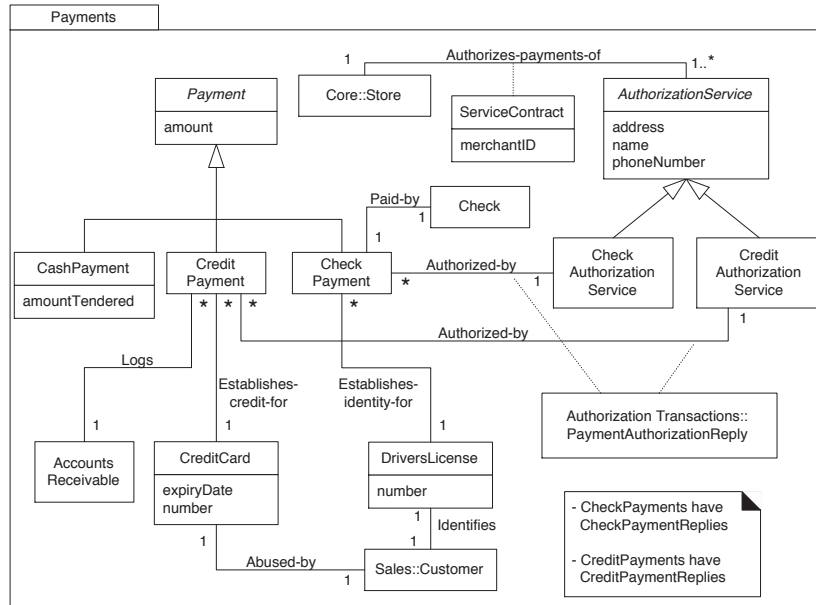 Payments
Authorizes-payments-of
1
1..*
Payment
amount
Core::Store
ServiceContract
merchantID
AuthorizationService
address
name
phoneNumber
Paid-by
1
1
Check
CashPayment
amountTendered
Credit
Payment
Check
Payment
Authorized-by
*
1
Check
Authorization
Service
Credit
Authorization
Service
*
*
*
*
1
Authorized-by
Logs
Establishes-
credit-for
Establishes-
identity-for
1
1
1
Accounts
Receivable
CreditCard
expiryDate
number
DriversLicense
number
Authorization Transactions::
PaymentAuthorizationReply
1
Identifies
1
1
Abused-by
1
Sales::Customer
- CheckPayments have
CheckPaymentReplies
- CreditPayments have
CreditPaymentReplies